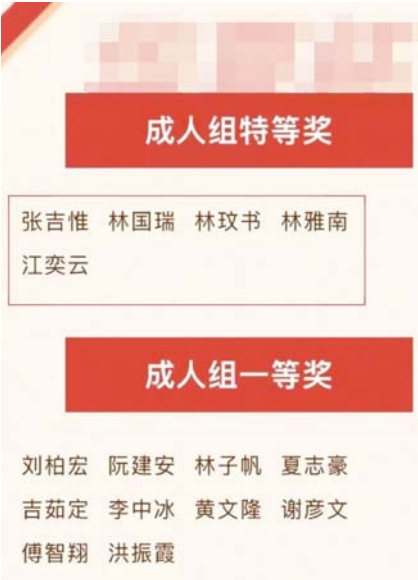 成人组特等奖
张吉惟 林国瑞 林玟书 林雅南
江奕云
成人组一等奖
刘柏宏 阮建安 林子帆 夏志豪
吉茹定 李中冰 黄文隆 谢彦文
傅智翔 洪振霞